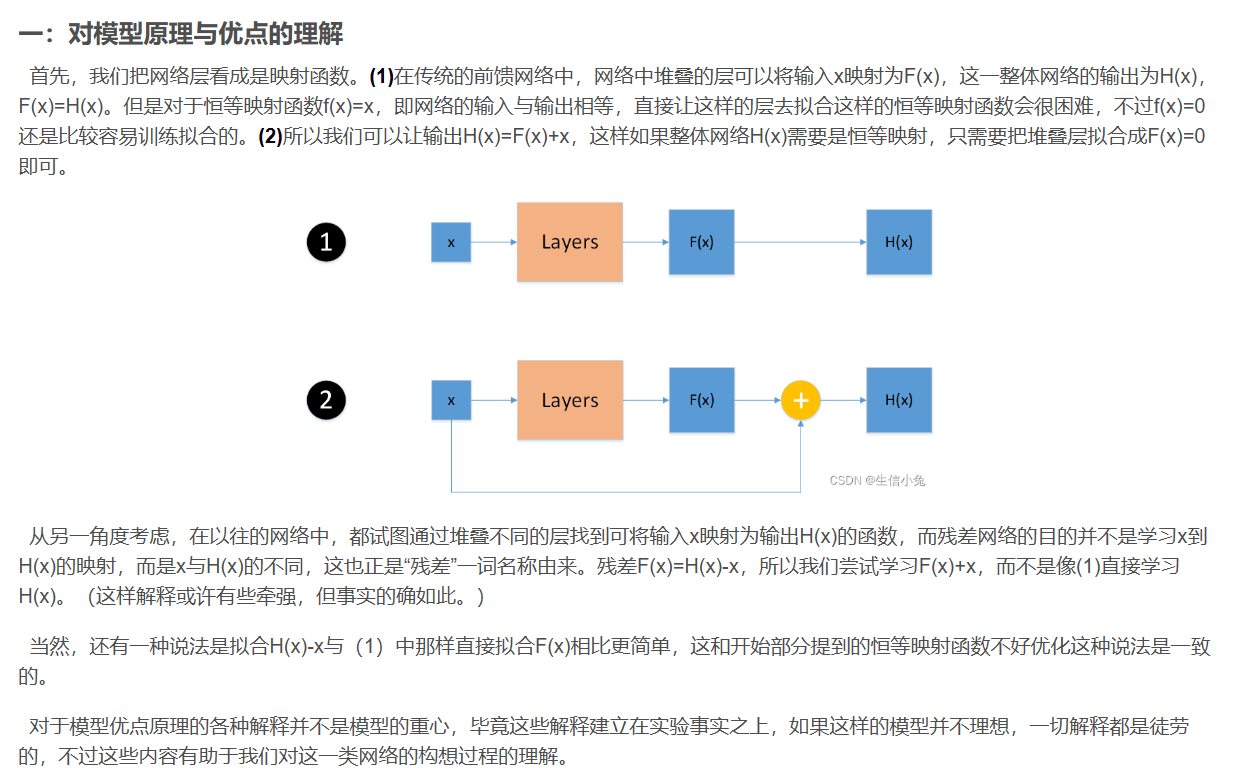 一：对模型原理与优点的理解
首先，我们把网络层看成是映射函数。(1)在传统的前馈网络中，网络中堆叠的层可以将输入x映射为F(x)，这一整体网络的输出为H(x)，
F(x)=H(x)。但是对于恒等映射函数f(x)=x，即网络的输入与输出相等，直接让这样的层去拟合这样的恒等映射函数会很困难，不过f(x)=0
还是比较容易训练拟合的。(2)所以我们可以让输出H(x)=F(x)+x，这样如果整体网络H(x)需要是恒等映射，只需要把堆叠层拟合成F(x)=0
即可。
1 x Layers F(x) H(x)
2 x Layers F(x) + H(x)
CSDN @生信小兔
从另一角度考虑，在以往的网络中，都试图通过堆叠不同的层找到可将输入x映射为输出H(x)的函数，而残差网络的目的并不是学习x到
H(x)的映射，而是x与H(x)的不同，这也正是“残差”一词名称由来。残差F(x)=H(x)-x，所以我们尝试学习F(x)+x，而不是像(1)直接学习
H(x)。（这样解释或许有些牵强，但事实的确如此。）
当然，还有一种说法是拟合H(x)-x与（1）中那样直接拟合F(x)相比更简单，这和开始部分提到的恒等映射函数不好优化这种说法是一致
的。
对于模型优点原理的各种解释并不是模型的重心，毕竟这些解释建立在实验事实之上，如果这样的模型并不理想，一切解释都是徒劳
的，不过这些内容有助于我们对这一类网络的构想过程的理解。